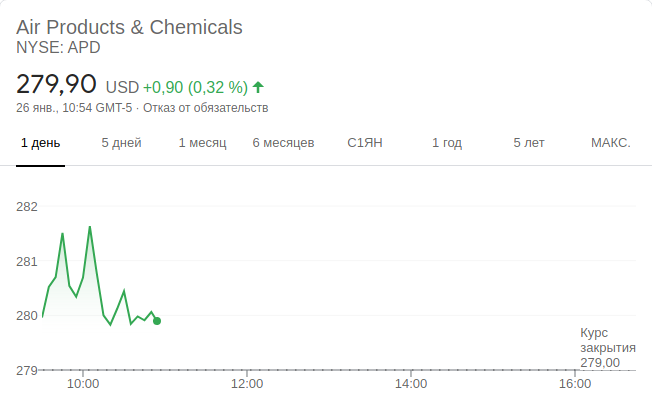 Air Products & Chemicals
NYSE: APD
279,90 USD +0,90 (0,32 %)
26 янв., 10:54 GMT-5 · Отказ от обязательств
1 день 5 дней 1 месяц 6 месяцев С1ЯН 1 год 5 лет МАКС.
282
281
280
Курс
закрытия
279,00
279
10:00 12:00 14:00 16:00